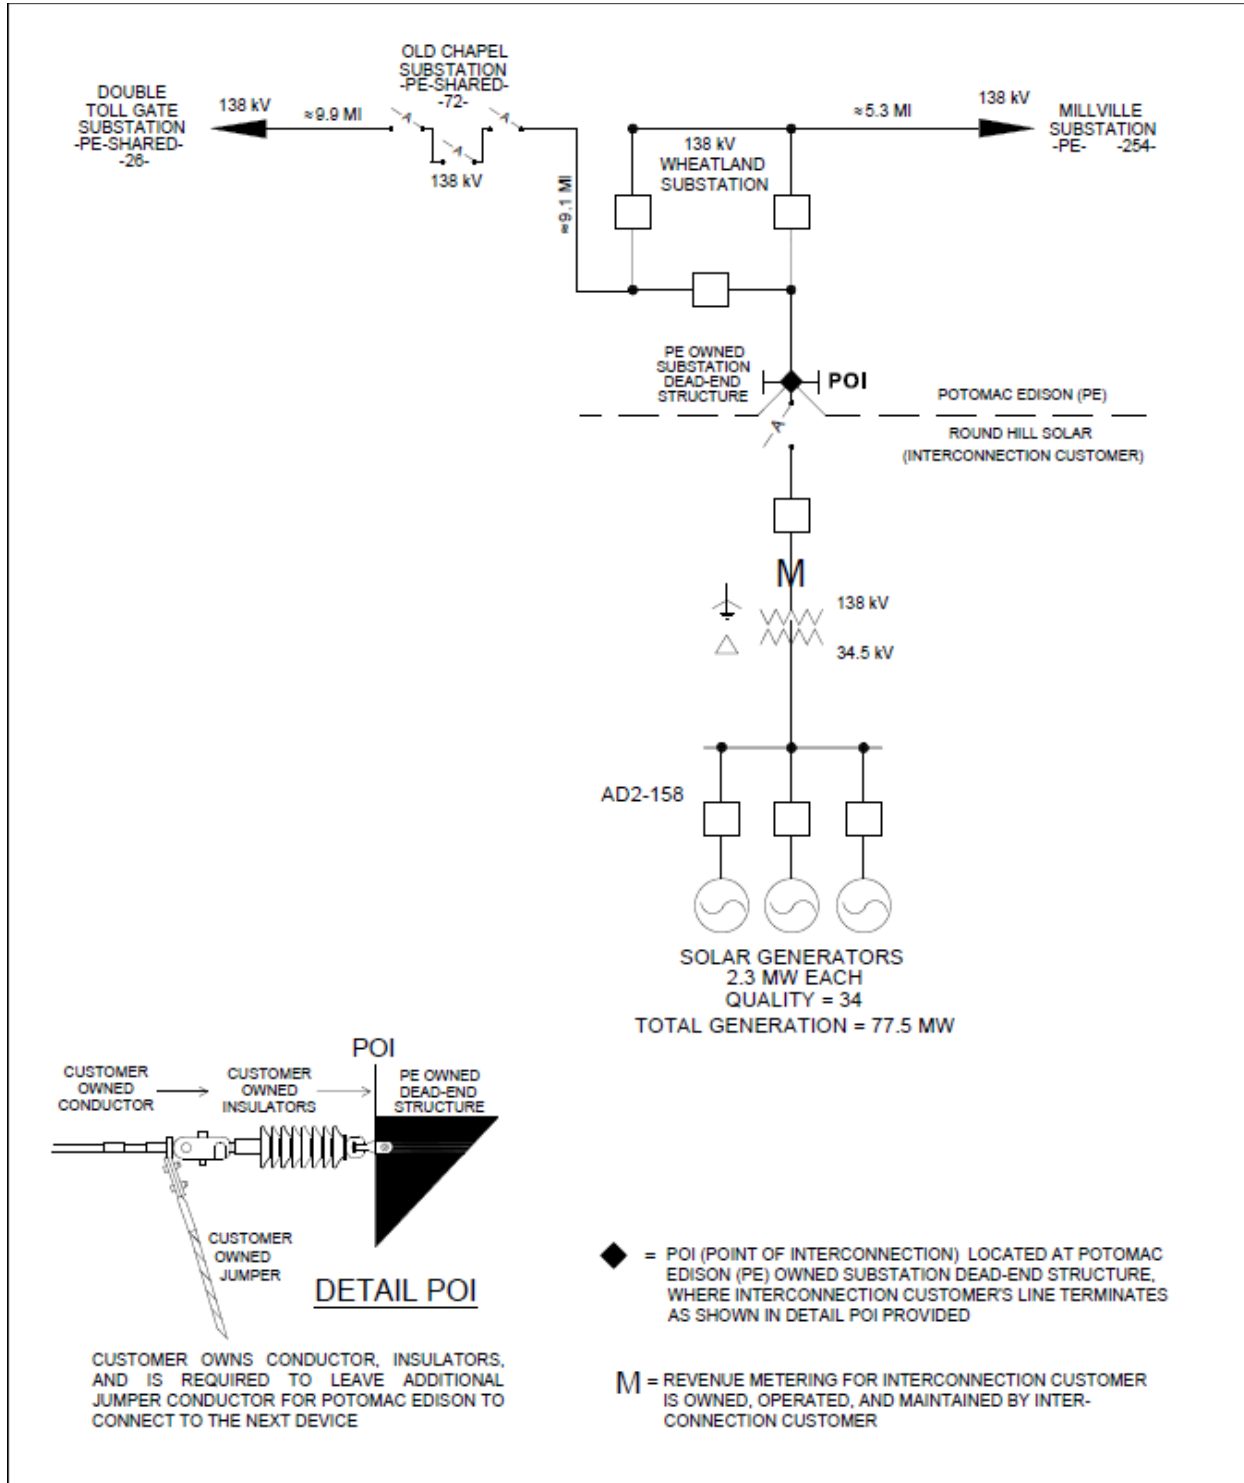 OLD CHAPEL
SUBSTATION
-PE-SHARED-
-72-
DOUBLE
TOLL GATE
SUBSTATION
-PE-SHARED-
-26-
138 kV
≈9.9 MI
A
A
A
138 kV
≈9.1 MI
≈5.3 MI
138 kV
MILLVILLE
SUBSTATION
-PE- -254-
138 kV
WHEATLAND
SUBSTATION
PE OWNED
SUBSTATION
DEAD-END
STRUCTURE
POI
POTOMAC EDISON (PE)
A
ROUND HILL SOLAR
(INTERCONNECTION CUSTOMER)
M
138 kV
34.5 kV
AD2-158
SOLAR GENERATORS
2.3 MW EACH
QUALITY = 34
TOTAL GENERATION = 77.5 MW
POI
CUSTOMER
OWNED
CONDUCTOR
CUSTOMER
OWNED
INSULATORS
PE OWNED
DEAD-END
STRUCTURE
CUSTOMER
OWNED
JUMPER
DETAIL POI
CUSTOMER OWNS CONDUCTOR, INSULATORS,
AND IS REQUIRED TO LEAVE ADDITIONAL
JUMPER CONDUCTOR FOR POTOMAC EDISON TO
CONNECT TO THE NEXT DEVICE
= POI (POINT OF INTERCONNECTION) LOCATED AT POTOMAC
EDISON (PE) OWNED SUBSTATION DEAD-END STRUCTURE,
WHERE INTERCONNECTION CUSTOMER'S LINE TERMINATES
AS SHOWN IN DETAIL POI PROVIDED
M = REVENUE METERING FOR INTERCONNECTION CUSTOMER
IS OWNED, OPERATED, AND MAINTAINED BY INTER-
CONNECTION CUSTOMER